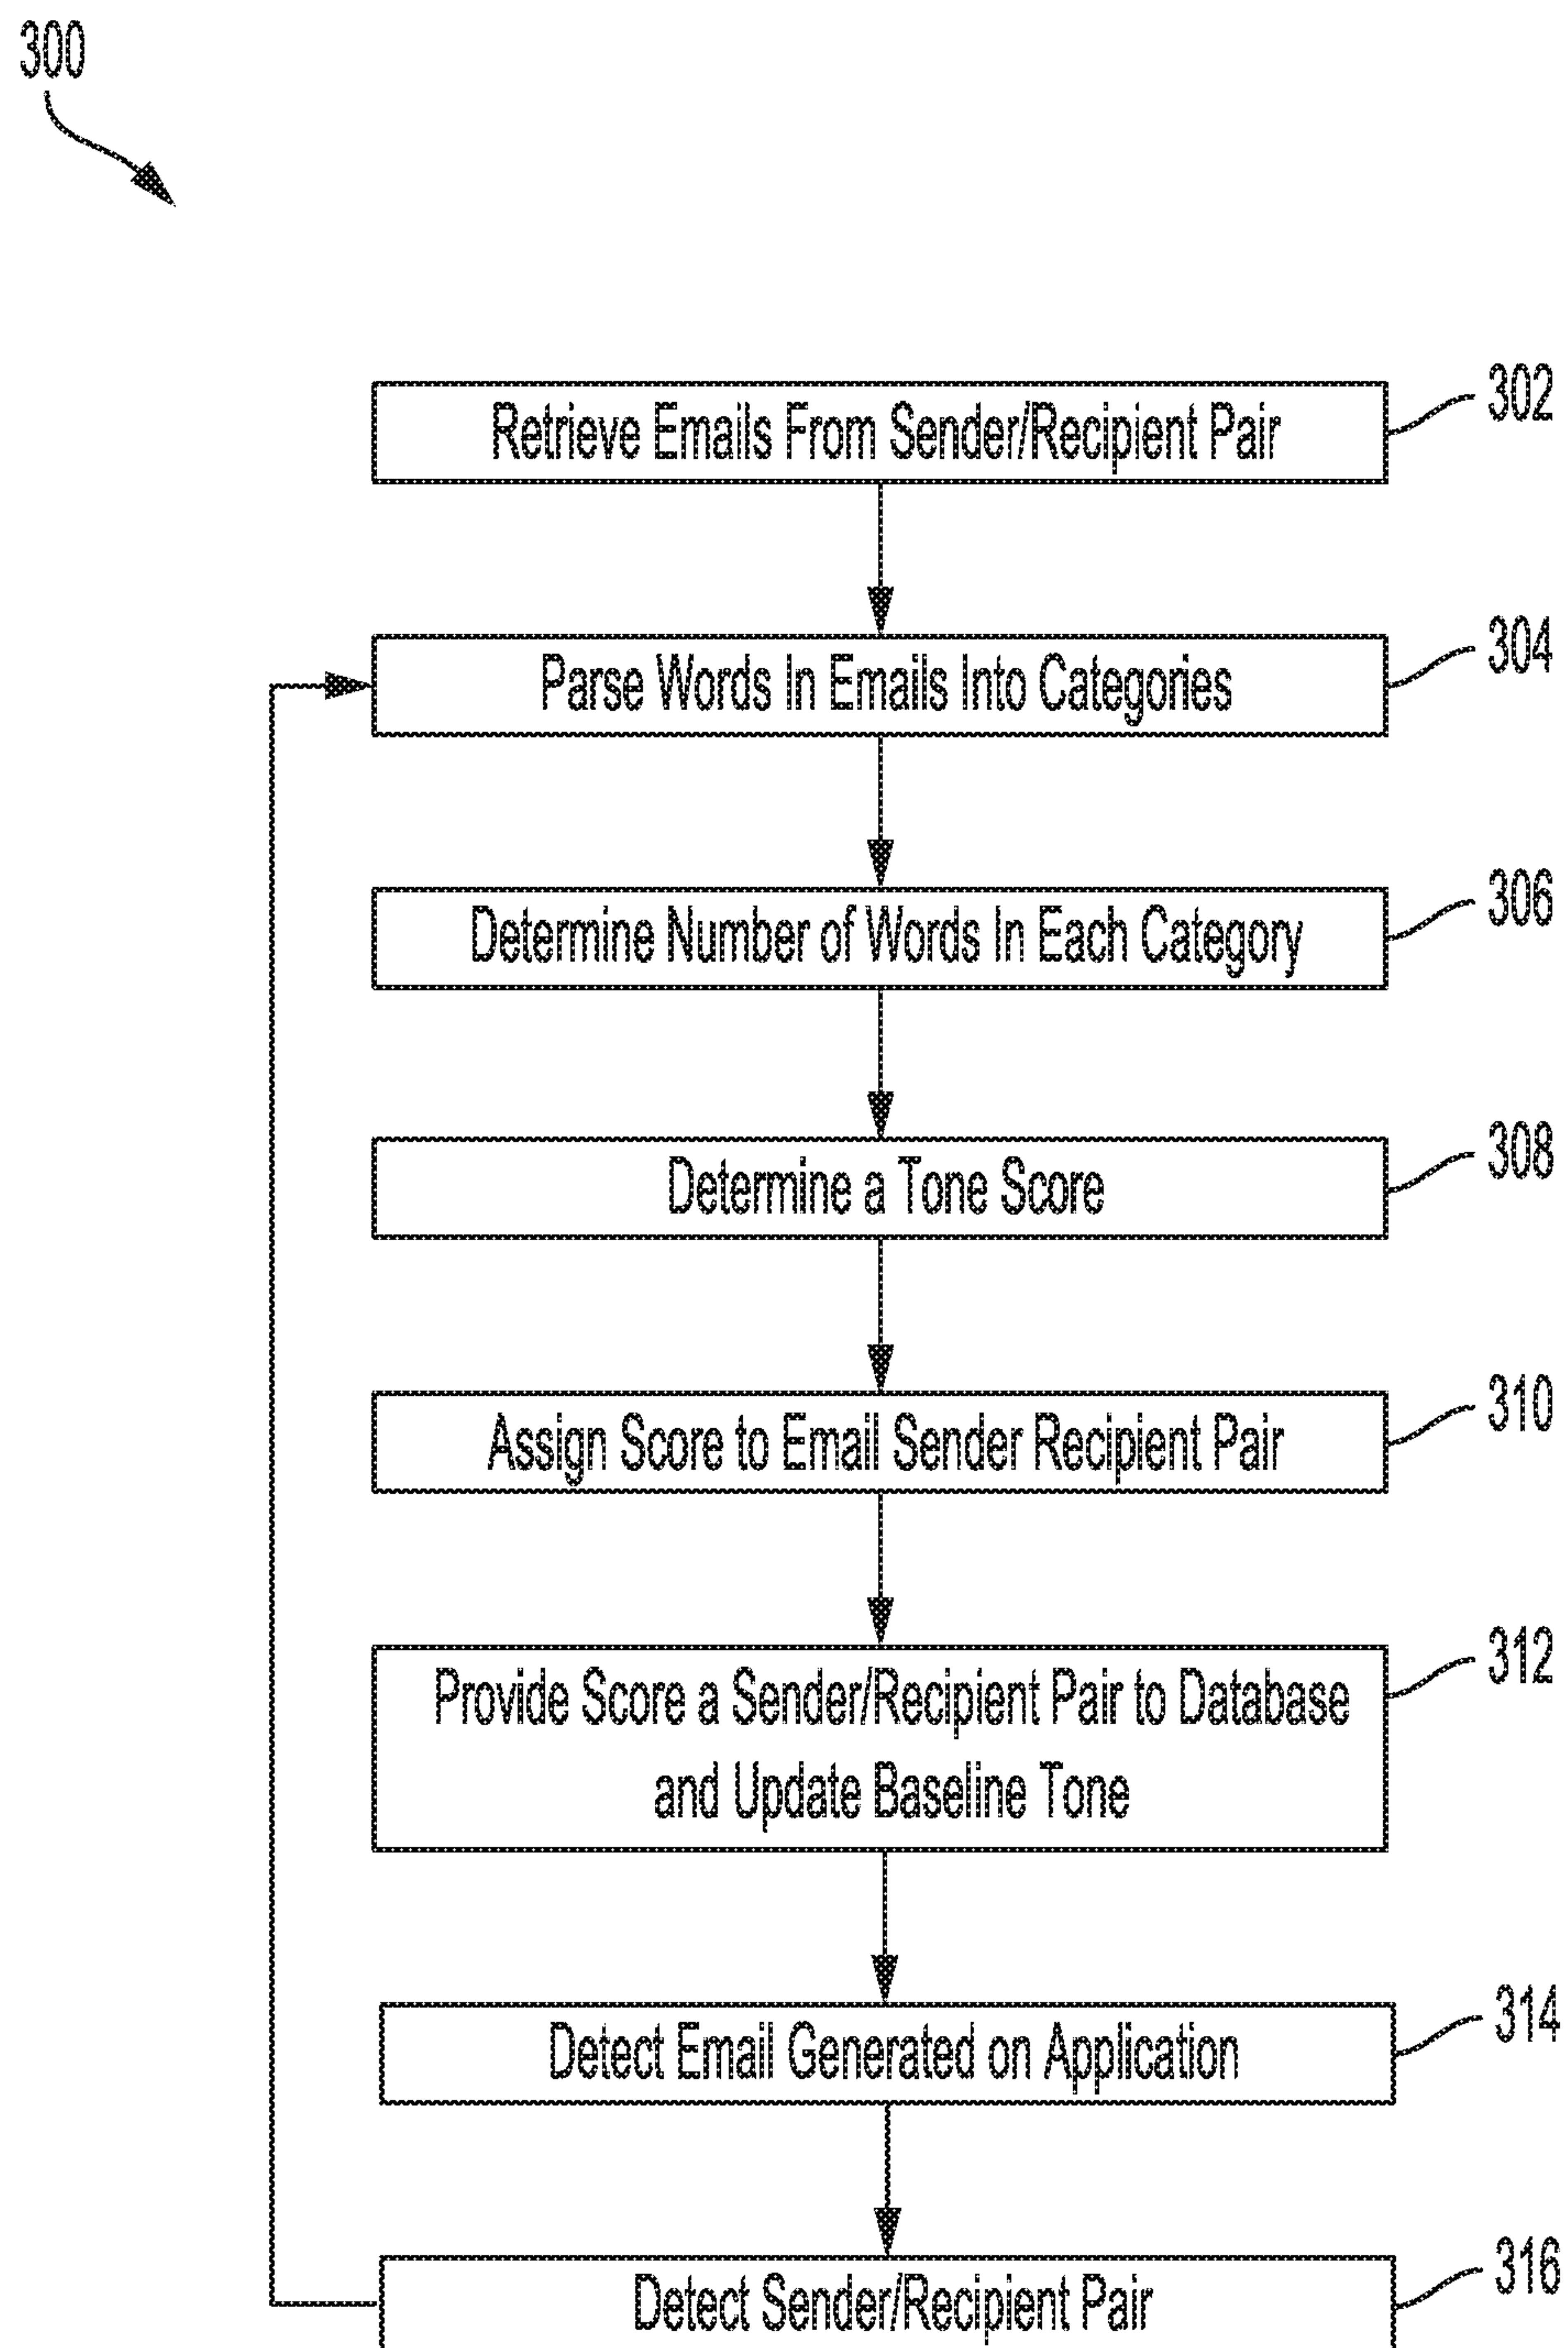 300
Retrieve Emails From Sender/Recipient Pair
302
Parse Words In Emails Into Categories
304
Determine Number of Words In Each Category
306
Determine a Tone Score
308
Assign Score to Email Sender Recipient Pair
310
Provide Score a Sender/Recipient Pair to Database
and Update Baseline Tone
312
Detect Email Generated on Application
314
Detect Sender/Recipient Pair
316